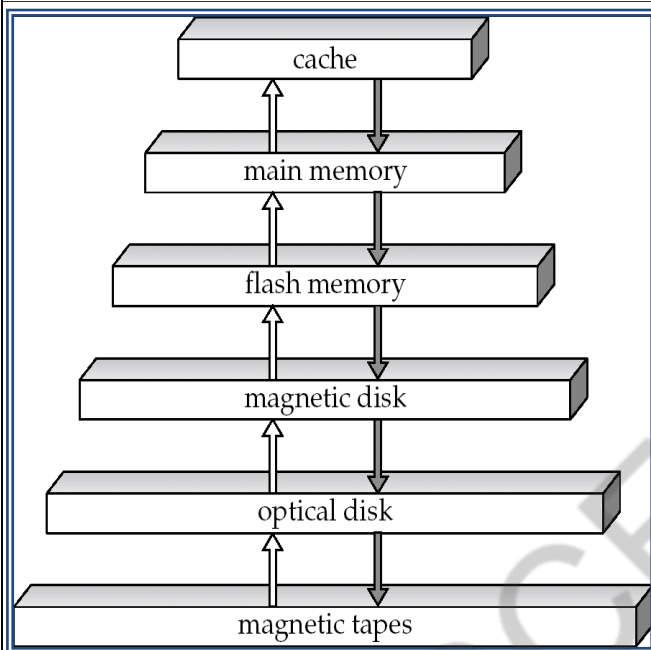 cache
main memory
flash memory
magnetic disk
optical disk
magnetic tapes